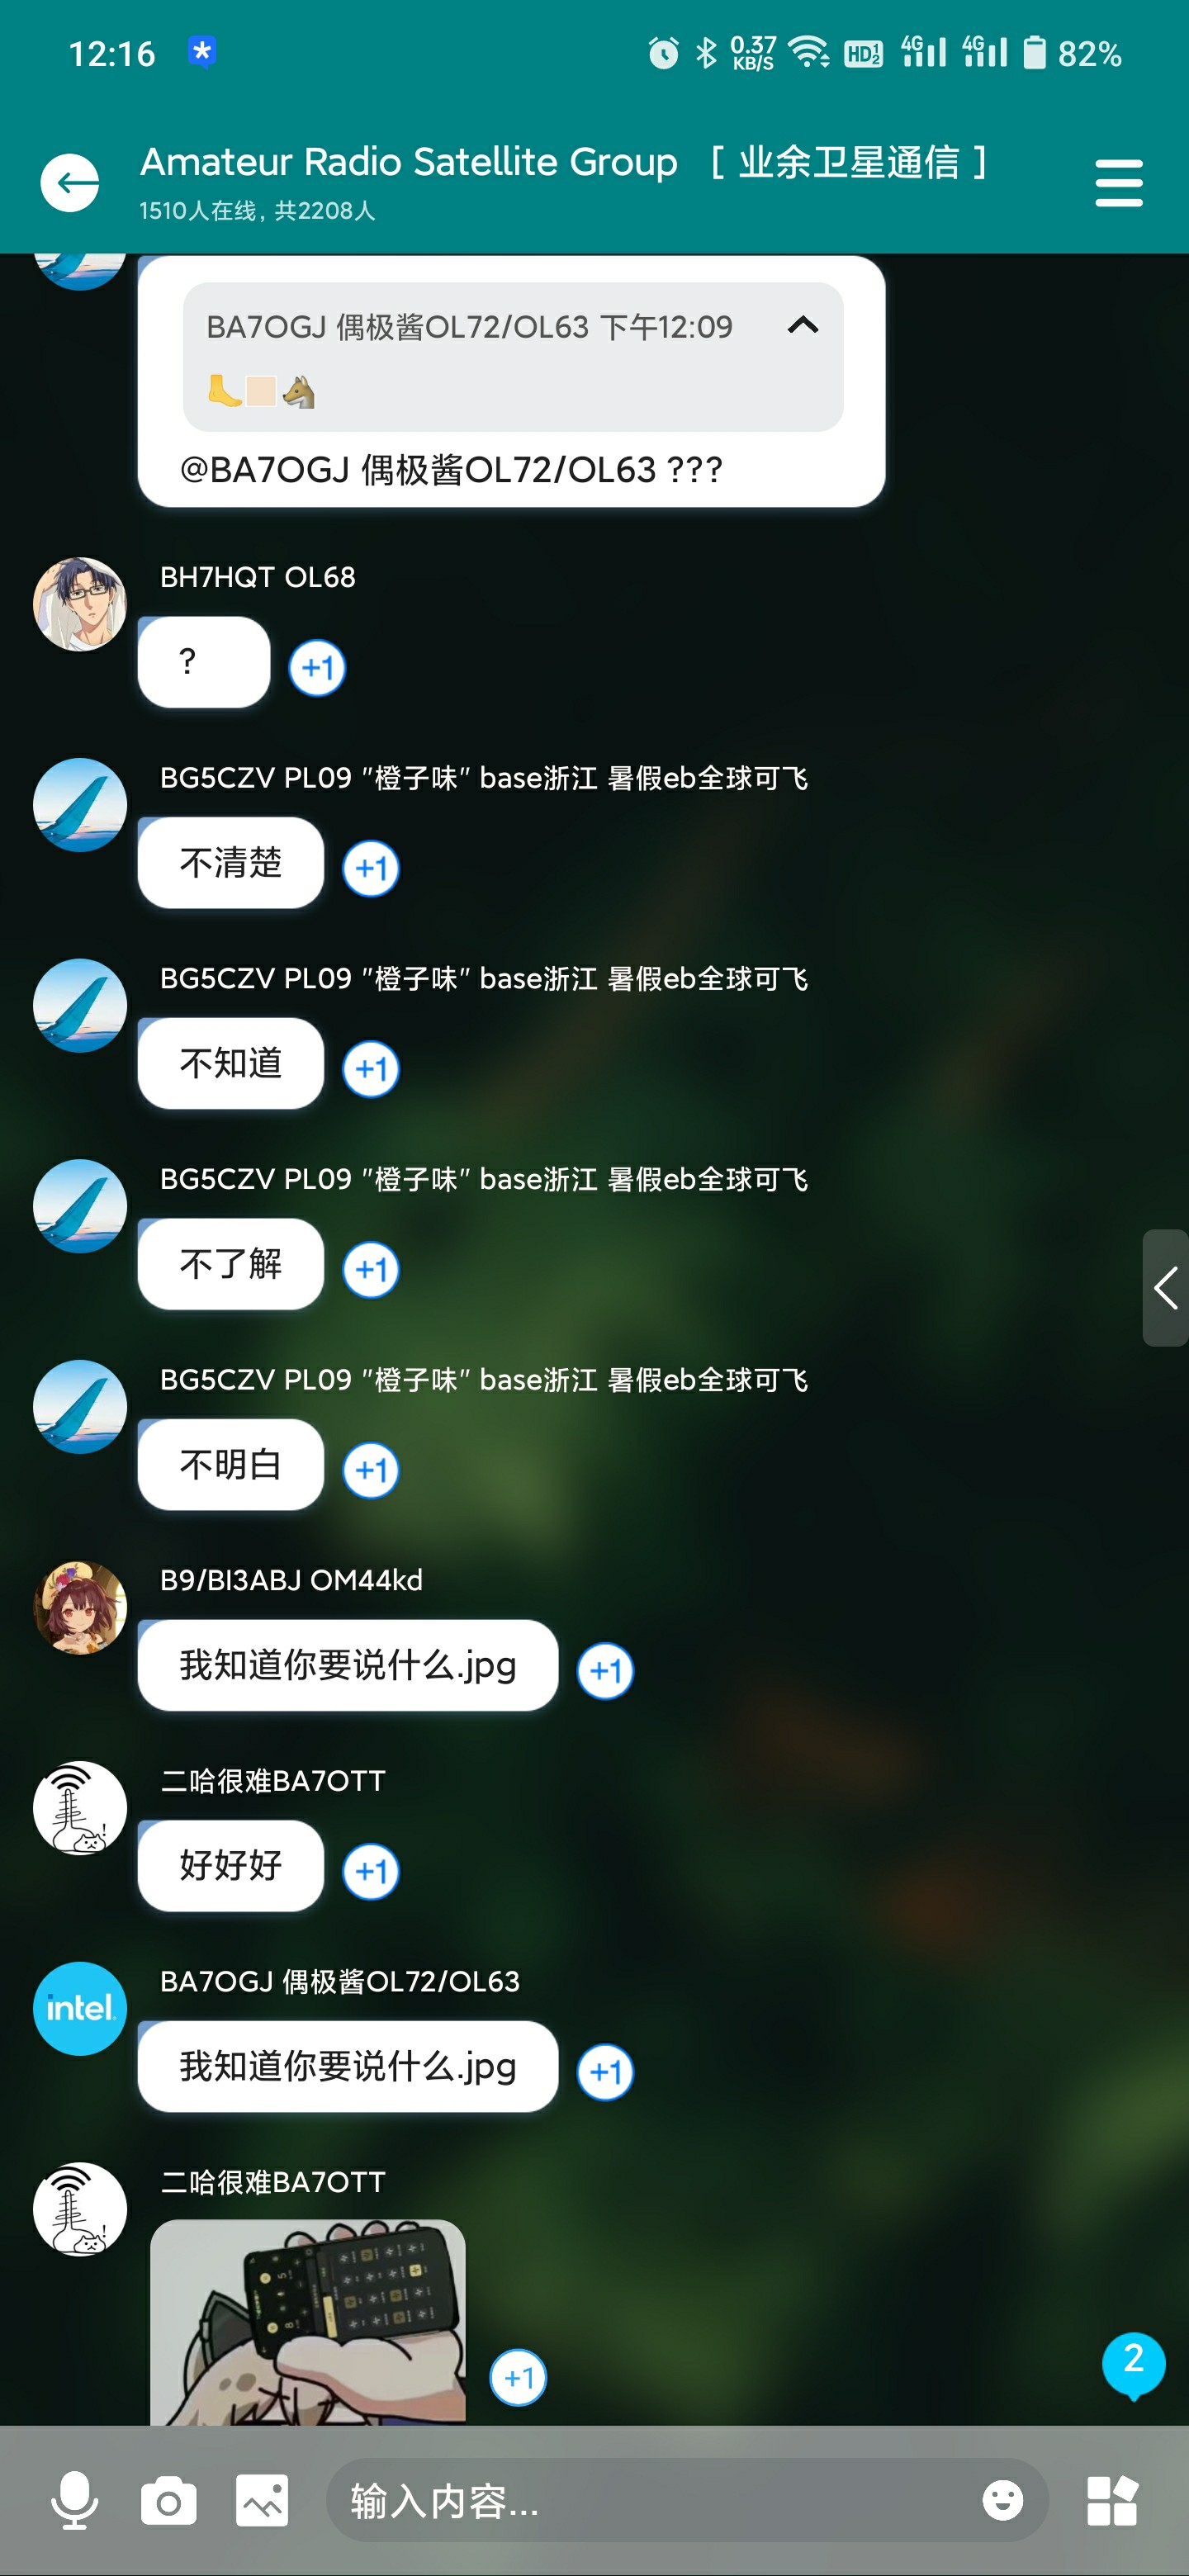 12:16
0.37 KB/S
HD 1 2
4G
4G
82%
Amateur Radio Satellite Group [ 业余卫星通信 ]
1510人在线, 共2208人
BA7OGJ 偶极酱OL72/OL63 下午12:09
@BA7OGJ 偶极酱OL72/OL63 ???
BH7HQT OL68
?
+1
BG5CZV PL09 "橙子味" base浙江 暑假eb全球可飞
不清楚
+1
BG5CZV PL09 "橙子味" base浙江 暑假eb全球可飞
不知道
+1
BG5CZV PL09 "橙子味" base浙江 暑假eb全球可飞
不了解
+1
BG5CZV PL09 "橙子味" base浙江 暑假eb全球可飞
不明白
+1
B9/BI3ABJ OM44kd
我知道你要说什么.jpg
+1
二哈很难BA7OTT
好好好
+1
BA7OGJ 偶极酱OL72/OL63
intel.
我知道你要说什么.jpg
+1
二哈很难BA7OTT
+1
2
输入内容...